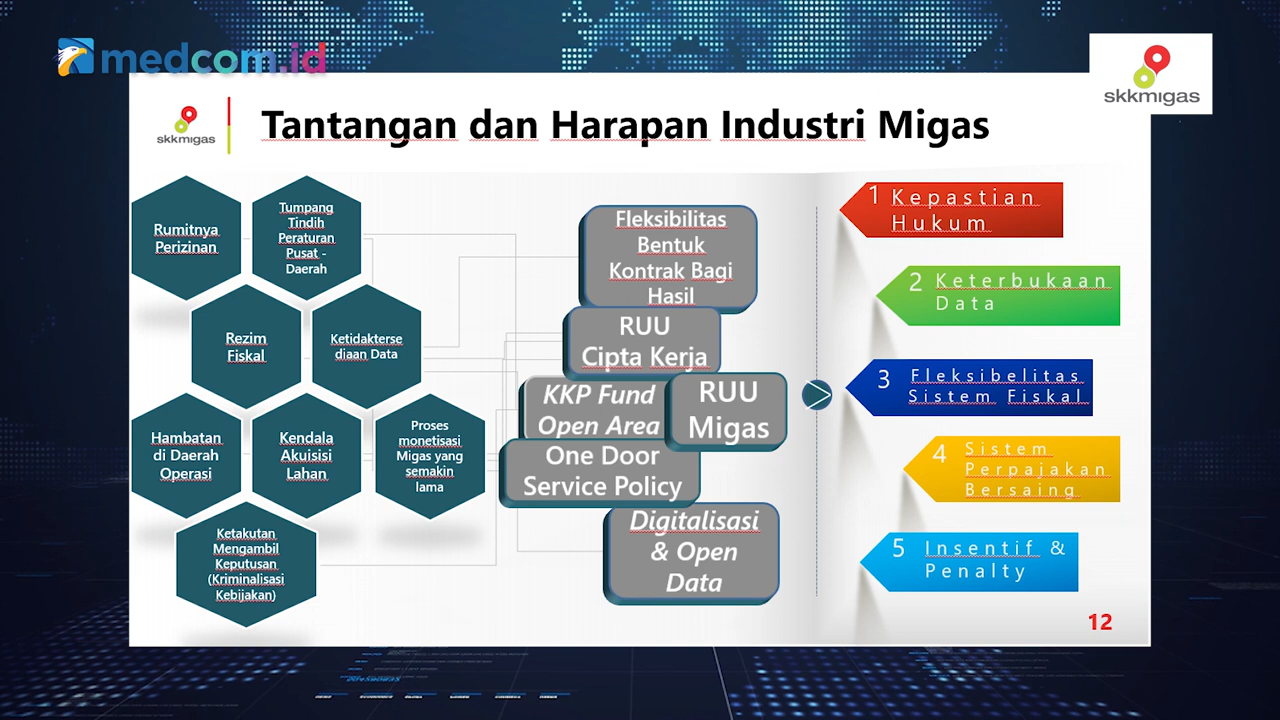 medcom.id
skkmigas
skkmigas
Tantangan dan Harapan Industri Migas
Rumitnya
Perizinan
Tumpang
Tindih
Peraturan
Pusat -
Daerah
Rezim
Fiskal
Ketidakterse
diaan Data
Hambatan
di Daerah
Operasi
Kendala
Akuisisi
Lahan
Proses
monetisasi
Migas yang
semakin
lama
Ketakutan
Mengambil
Keputusan
(Kriminalisasi
Kebijakan)
Fleksibilitas
Bentuk
Kontrak Bagi
Hasil
RUU
Cipta Kerja
KKP Fund
Open Area
RUU
Migas
One Door
Service Policy
Digitalisasi
& Open
Data
1 Kepastian
Hukum
2 Keterbukaan
Data
3 Fleksibelitas
Sistem Fiskal
4 Sistem
Perpajakan
Bersaing
5 Insentif &
Penalty
12